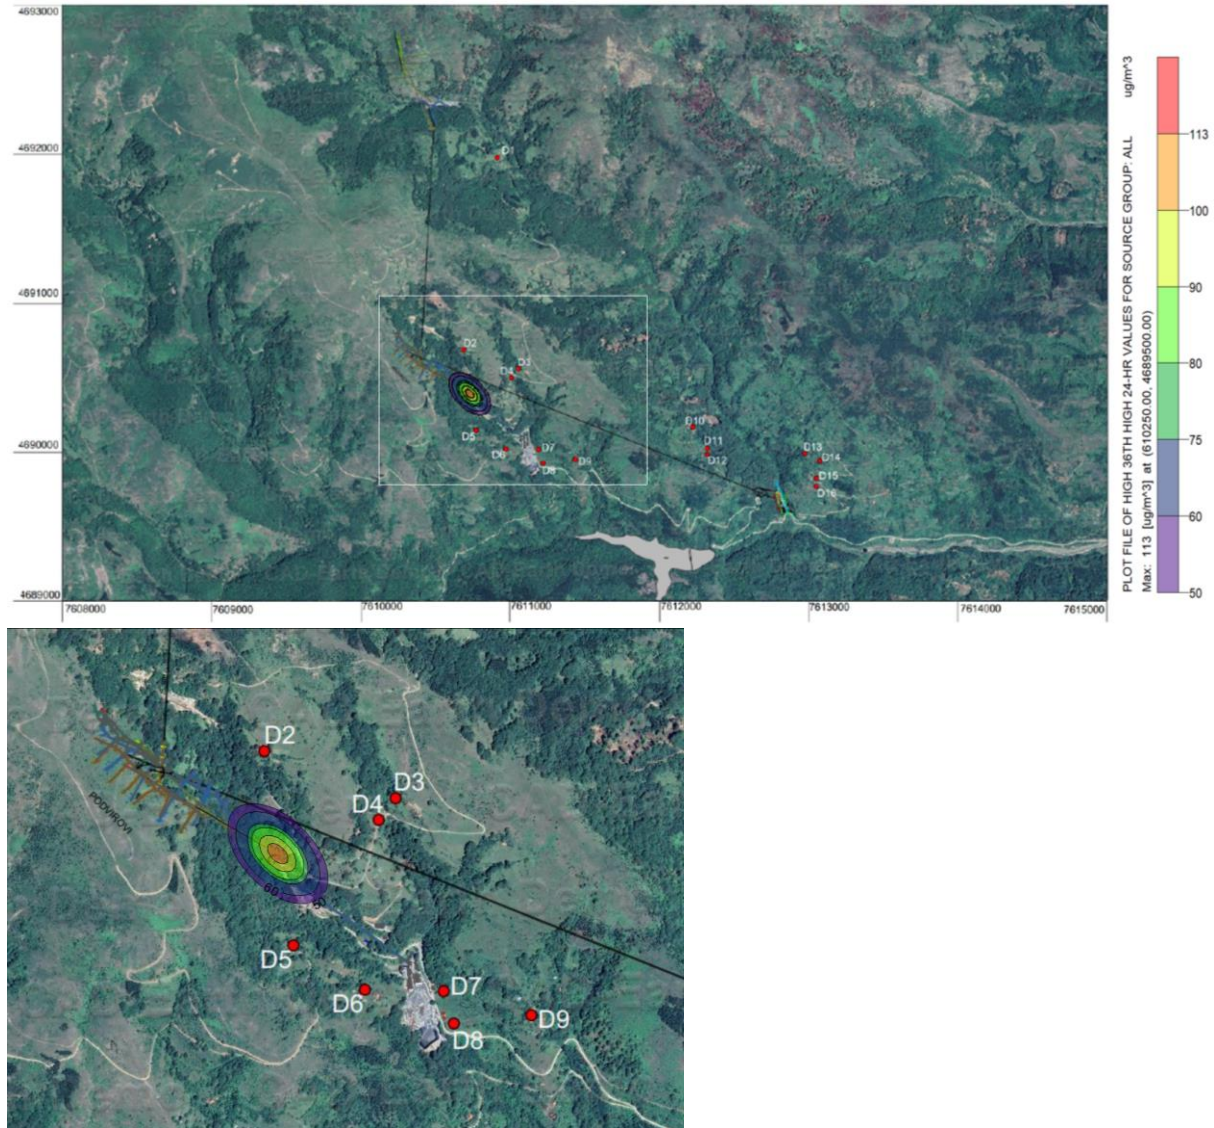 4693000
4692000
4691000
4690000
4689000
7608000
7609000
7610000
7611000
7612000
7613000
7614000
7615000
D2
D3
D4
D5
D6
D7
D8
D9
D10
D11
D12
D13
D14
D15
D16
PLOT FILE OF HIGH 36TH HIGH 24-HR VALUES FOR SOURCE GROUP: ALL
ug/m^3
Max: 113 [ug/m^3] at (610250.00, 4689500.00)
113
100
90
80
75
60
50
D2
D3
D4
PODVIROVI
60
D5
D6
D7
D8
D9